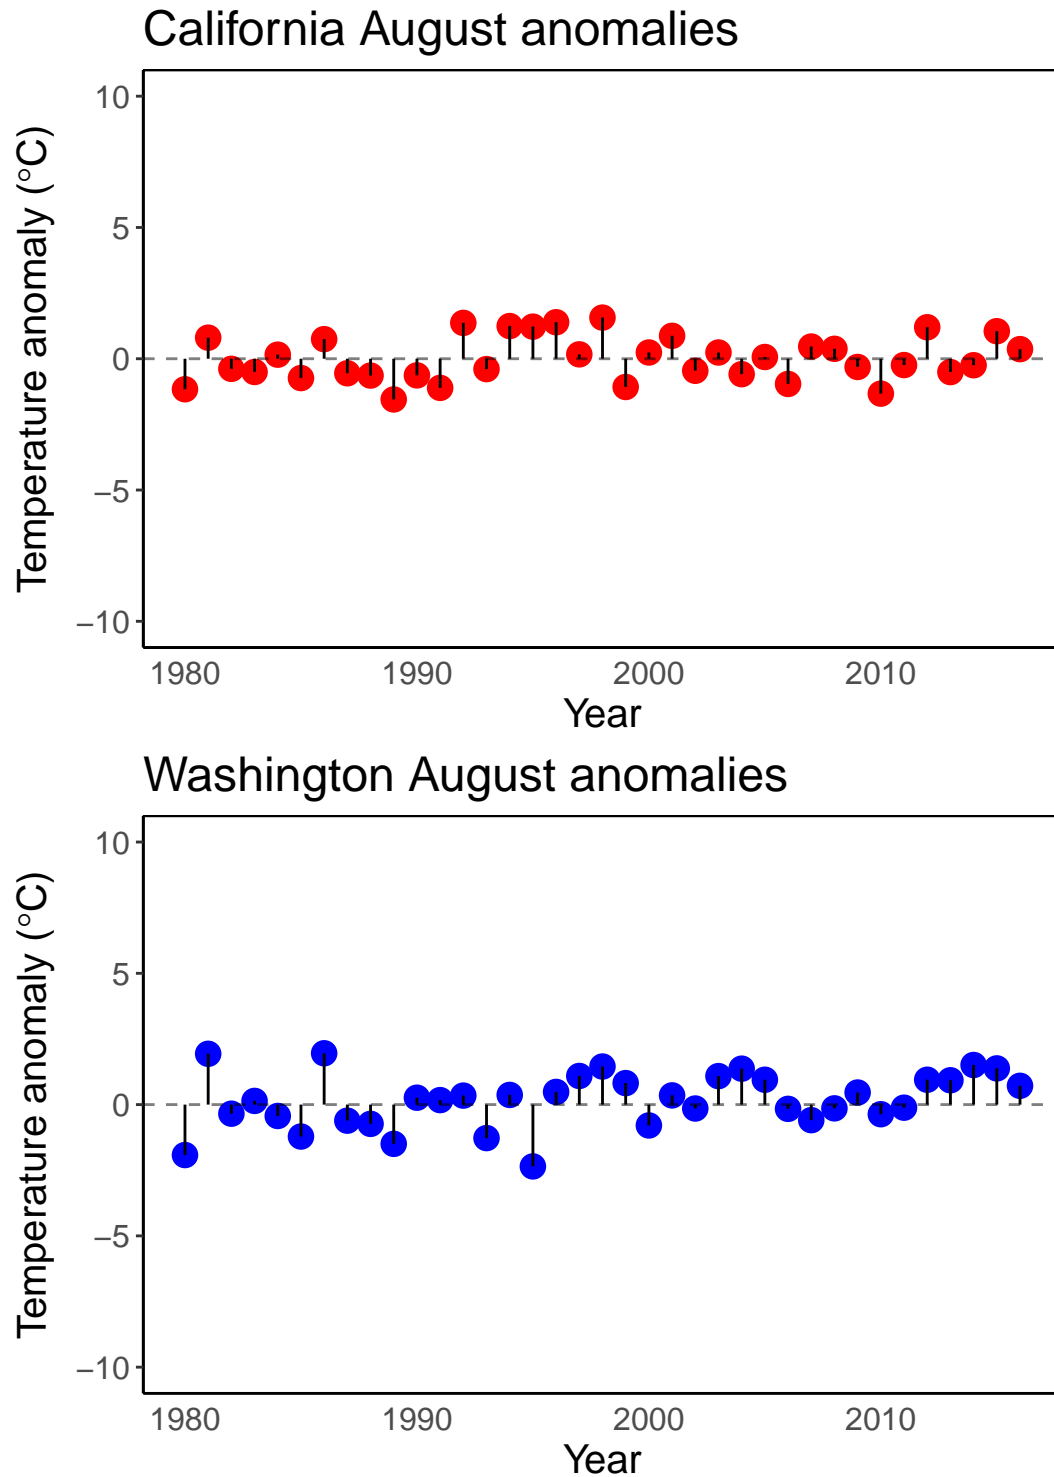 California August anomalies
Temperature anomaly (°C)
10
5
0
−5
−10
1980 1990 2000 2010
Year
Washington August anomalies
Temperature anomaly (°C)
10
5
0
−5
−10
1980 1990 2000 2010
Year